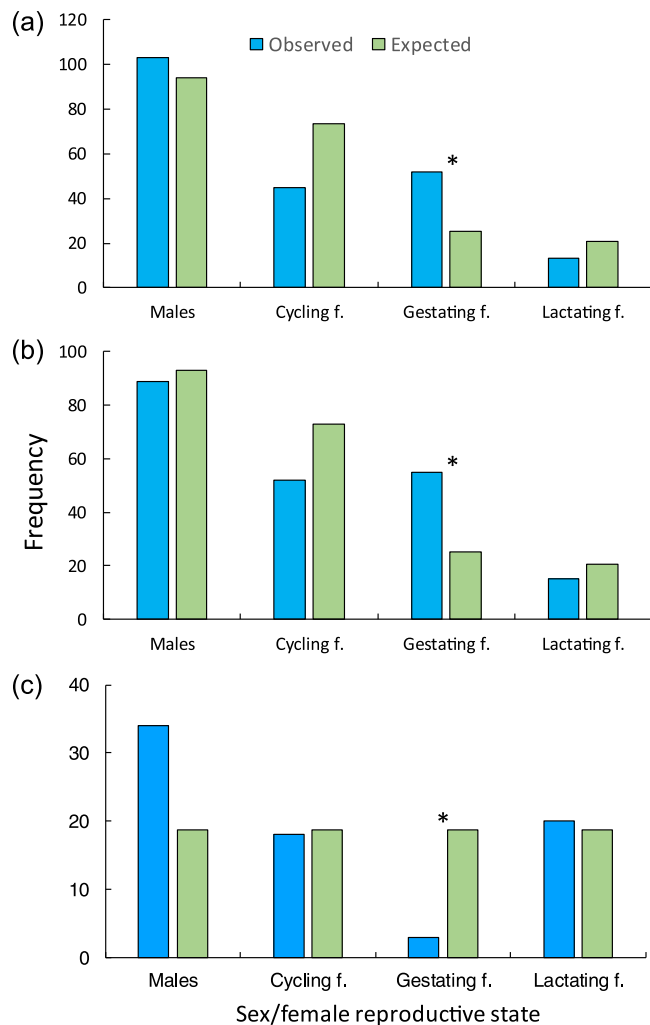 (a)
120
100
80
60
40
20
0
Observed Expected
*
Males Cycling f. Gestating f. Lactating f.
(b)
100
80
60
40
20
0
Frequency
*
Males Cycling f. Gestating f. Lactating f.
(c)
40
30
20
10
0
*
Males Cycling f. Gestating f. Lactating f.
Sex/female reproductive state